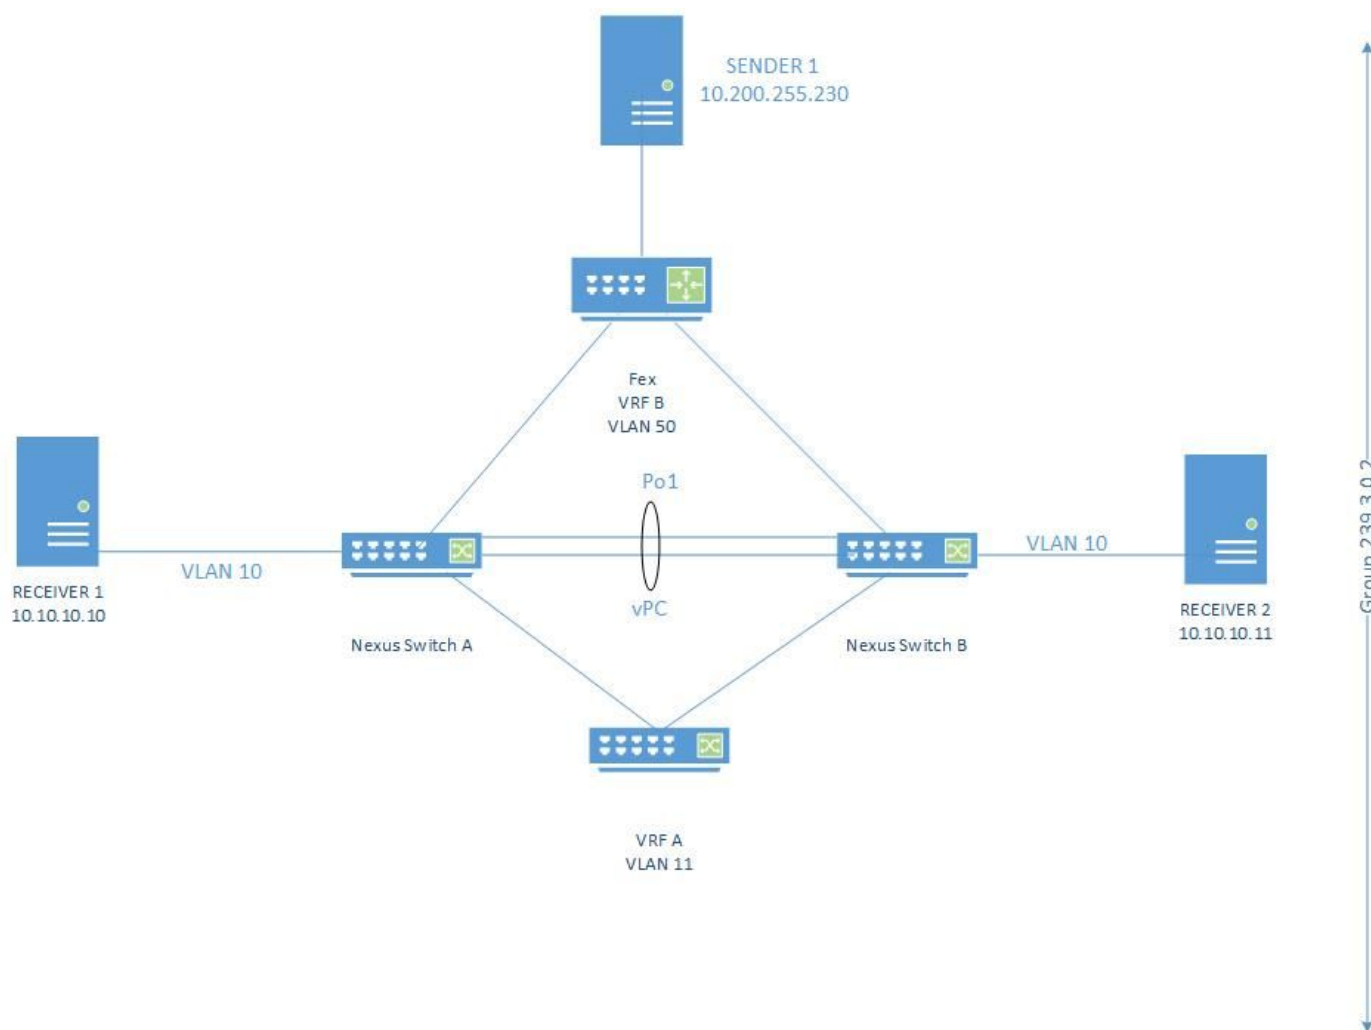 SENDER 1
10.200.255.230
Fex
VRF B
VLAN 50
Po1
VLAN 10
VLAN 10
RECEIVER 1
10.10.10.10
vPC
RECEIVER 2
10.10.10.11
Nexus Switch A
Nexus Switch B
VRF A
VLAN 11
Group 239.3.0.2